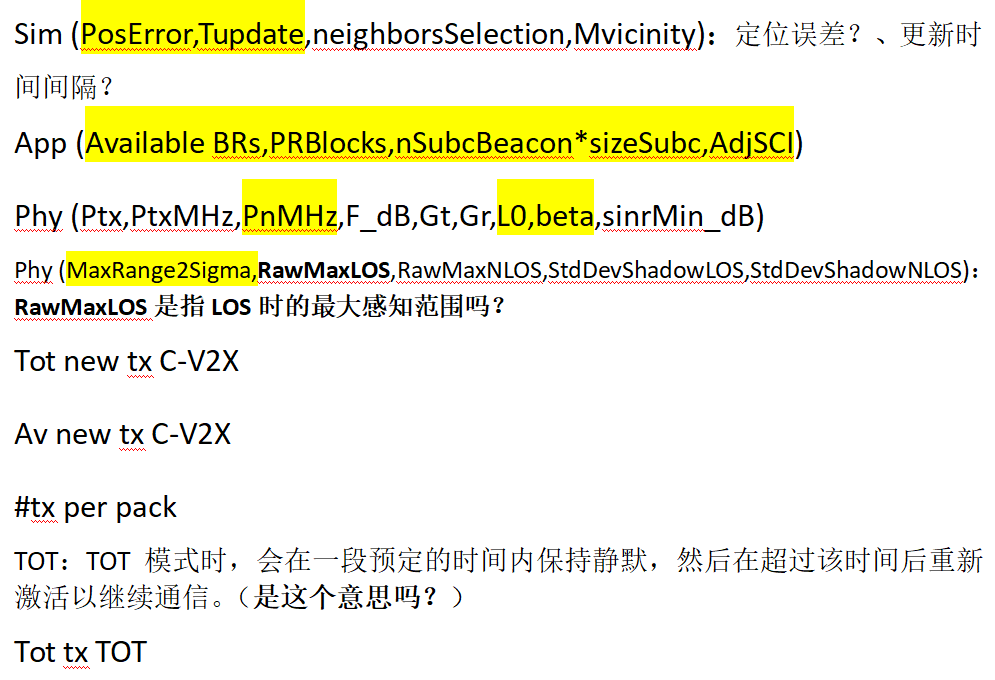 Sim (PosError,Tupdate,neighborsSelection,Mvicinity)：定位误差？、更新时
间间隔？
App (Available BRs,PRBlocks,nSubcBeacon*sizeSubc,AdjSCI)
Phy (Ptx,PtxMHz,PnMHz,F_dB,Gt,Gr,L0,beta,sinrMin_dB)
Phy (MaxRange2Sigma,RawMaxLOS,RawMaxNLOS,StdDevShadowLOS,StdDevShadowNLOS)：
RawMaxLOS 是指 LOS 时的最大感知范围吗？
Tot new tx C-V2X
Av new tx C-V2X
#tx per pack
TOT：TOT 模式时，会在一段预定的时间内保持静默，然后在超过该时间后重新
激活以继续通信。（是这个意思吗？）
Tot tx TOT